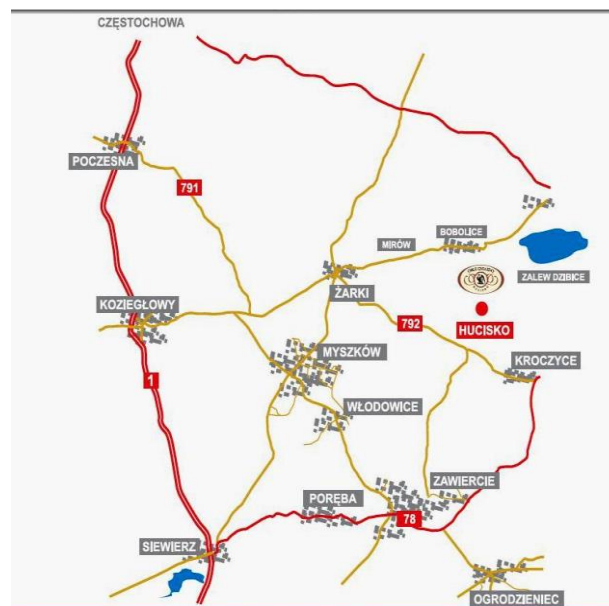 CZĘSTOCHOWA
POCZESNA
791
BOBOLICE
MIRÓW
ZALEW DZIBICE
ŻARKI
KOZIEGŁOWY
792
HUCISKO
MYSZKÓW
KROCZYCE
1
WŁODOWICE
ZAWIERCIE
PORĘBA
78
SIEWIERZ
OGRODZIENIEC